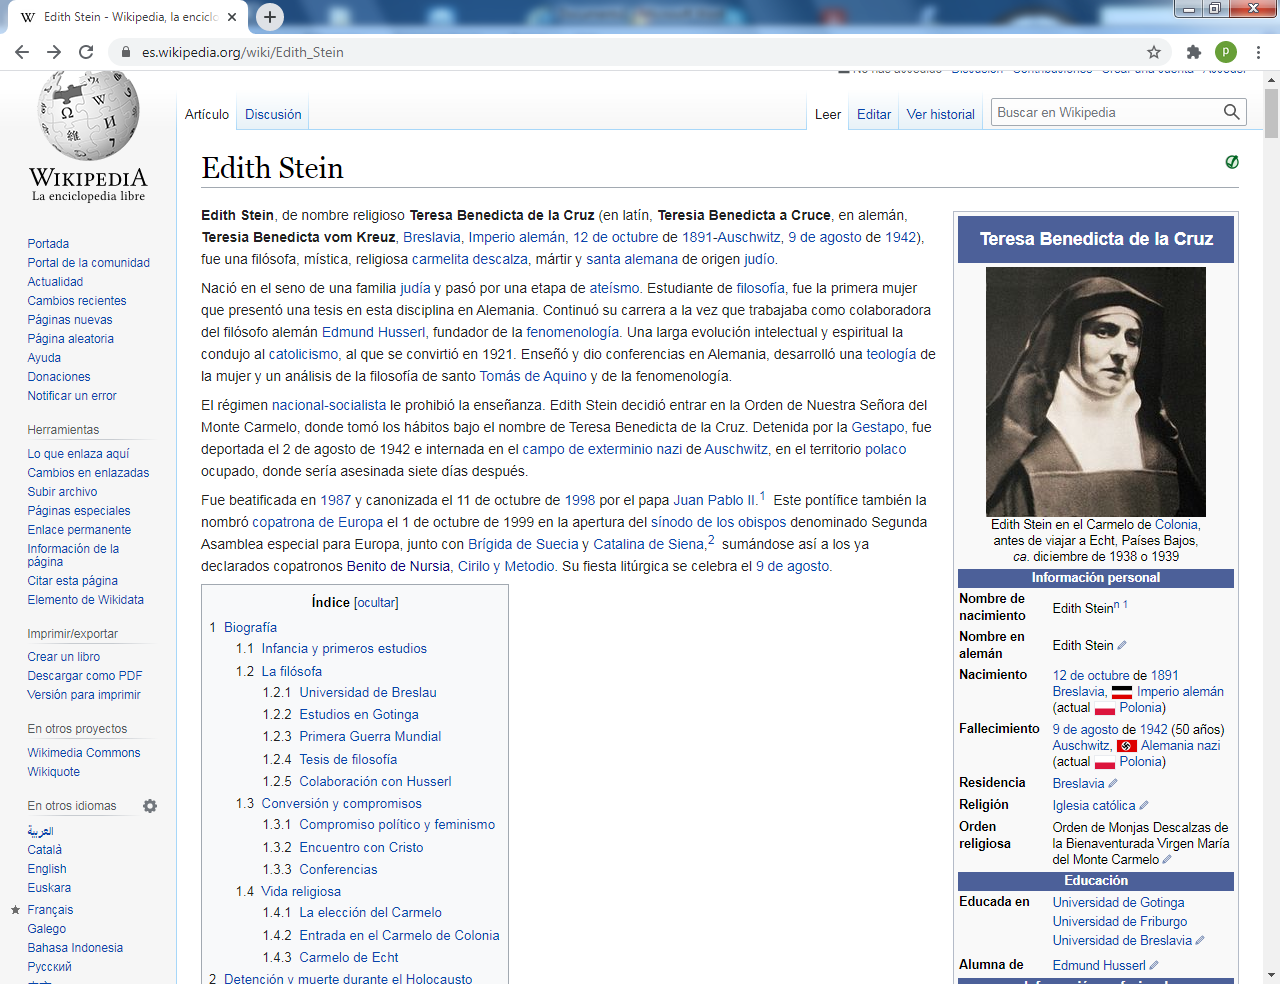 Edith Stein - Wikipedia, la enciclo
es.wikipedia.org/wiki/Edith_Stein
P
No has accedido Discusión Contribuciones Crear una cuenta Acceder
WIKIPEDIA
La enciclopedia libre
Artículo Discusión Leer Editar Ver historial Buscar en Wikipedia
Portada
Portal de la comunidad
Actualidad
Cambios recientes
Páginas nuevas
Página aleatoria
Ayuda
Donaciones
Notificar un error
Herramientas
Lo que enlaza aquí
Cambios en enlazadas
Subir archivo
Páginas especiales
Enlace permanente
Información de la
página
Citar esta página
Elemento de Wikidata
Imprimir/exportar
Crear un libro
Descargar como PDF
Versión para imprimir
En otros proyectos
Wikimedia Commons
Wikiquote
En otros idiomas
العربية
Català
English
Euskara
Français
Galego
Bahasa Indonesia
Русский
Edith Stein
Edith Stein, de nombre religioso Teresa Benedicta de la Cruz (en latín, Teresia Benedicta a Cruce, en alemán,
Teresia Benedicta vom Kreuz, Breslavia, Imperio alemán, 12 de octubre de 1891-Auschwitz, 9 de agosto de 1942),
fue una filósofa, mística, religiosa carmelita descalza, mártir y santa alemana de origen judío.
Nació en el seno de una familia judía y pasó por una etapa de ateísmo. Estudiante de filosofía, fue la primera mujer
que presentó una tesis en esta disciplina en Alemania. Continuó su carrera a la vez que trabajaba como colaboradora
del filósofo alemán Edmund Husserl, fundador de la fenomenología. Una larga evolución intelectual y espiritual la
condujo al catolicismo, al que se convirtió en 1921. Enseñó y dio conferencias en Alemania, desarrolló una teología de
la mujer y un análisis de la filosofía de santo Tomás de Aquino y de la fenomenología.
El régimen nacional-socialista le prohibió la enseñanza. Edith Stein decidió entrar en la Orden de Nuestra Señora del
Monte Carmelo, donde tomó los hábitos bajo el nombre de Teresa Benedicta de la Cruz. Detenida por la Gestapo, fue
deportada el 2 de agosto de 1942 e internada en el campo de exterminio nazi de Auschwitz, en el territorio polaco
ocupado, donde sería asesinada siete días después.
Fue beatificada en 1987 y canonizada el 11 de octubre de 1998 por el papa Juan Pablo II.1 Este pontífice también la
nombró copatrona de Europa el 1 de octubre de 1999 en la apertura del sínodo de los obispos denominado Segunda
Asamblea especial para Europa, junto con Brígida de Suecia y Catalina de Siena,2 sumándose así a los ya
declarados copatronos Benito de Nursia, Cirilo y Metodio. Su fiesta litúrgica se celebra el 9 de agosto.
Índice [ocultar]
1 Biografía
1.1 Infancia y primeros estudios
1.2 La filósofa
1.2.1 Universidad de Breslau
1.2.2 Estudios en Gotinga
1.2.3 Primera Guerra Mundial
1.2.4 Tesis de filosofía
1.2.5 Colaboración con Husserl
1.3 Conversión y compromisos
1.3.1 Compromiso político y feminismo
1.3.2 Encuentro con Cristo
1.3.3 Conferencias
1.4 Vida religiosa
1.4.1 La elección del Carmelo
1.4.2 Entrada en el Carmelo de Colonia
1.4.3 Carmelo de Echt
2 Detención y muerte durante el Holocausto
Teresa Benedicta de la Cruz
Edith Stein en el Carmelo de Colonia,
antes de viajar a Echt, Países Bajos,
ca. diciembre de 1938 o 1939
Información personal
Nombre de
nacimiento Edith Steinn 1
Nombre en
alemán Edith Stein
Nacimiento 12 de octubre de 1891
Breslavia, Imperio alemán
(actual Polonia)
Fallecimiento 9 de agosto de 1942 (50 años)
Auschwitz, Alemania nazi
(actual Polonia)
Residencia Breslavia
Religión Iglesia católica
Orden
religiosa Orden de Monjas Descalzas de
la Bienaventurada Virgen María
del Monte Carmelo
Educación
Educada en Universidad de Gotinga
Universidad de Friburgo
Universidad de Breslavia
Alumna de Edmund Husserl